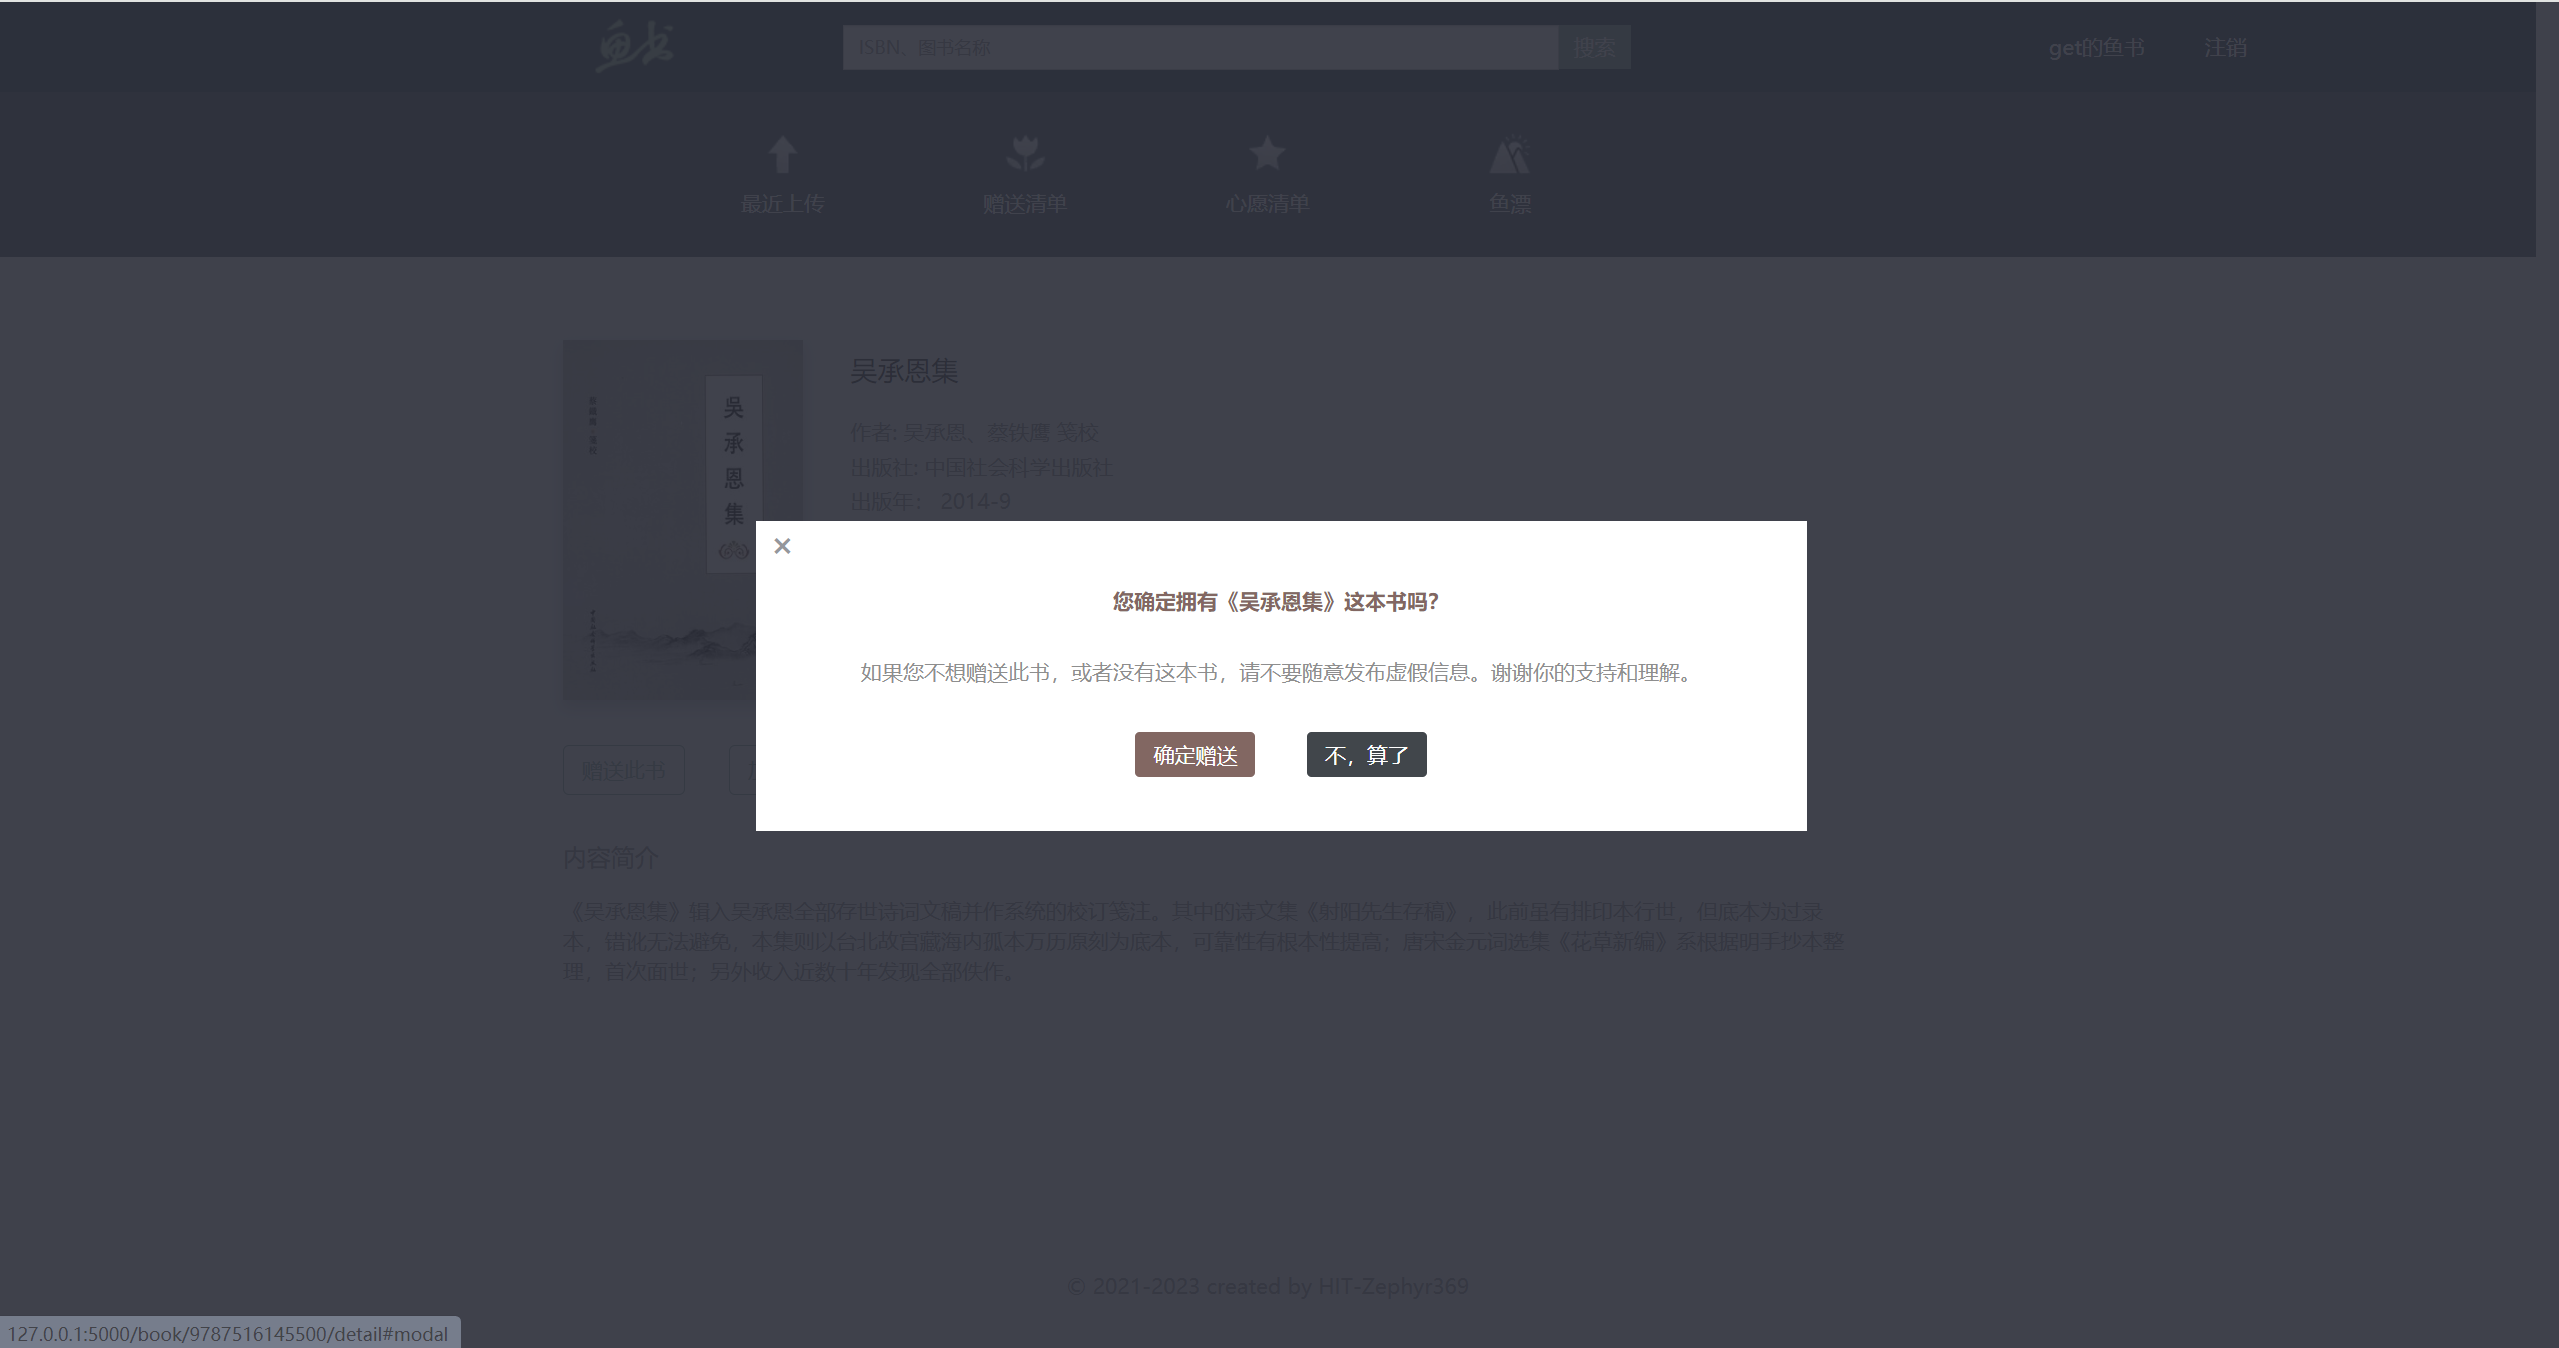 鱼书
ISBN、图书名称
搜索
get的鱼书
注销
最近上传
赠送清单
心愿清单
鱼漂
吴承恩集
作者: 吴承恩、蔡铁鹰 笺校
出版社: 中国社会科学出版社
出版年： 2014-9
吳承恩集
您确定拥有《吴承恩集》这本书吗?
如果您不想赠送此书，或者没有这本书，请不要随意发布虚假信息。谢谢你的支持和理解。
确定赠送
不，算了
赠送此书
内容简介
《吴承恩集》辑入吴承恩全部存世诗词文稿并作系统的校订笺注。其中的诗文集《射阳先生存稿》，此前虽有排印本行世，但底本为过录
本，错讹无法避免，本集则以台北故宫藏海内孤本万历原刻为底本，可靠性有根本性提高；唐宋金元词选集《花草新编》系根据明手抄本整
理，首次面世；另外收入近数十年发现全部佚作。
© 2021-2023 created by HIT-Zephyr369
127.0.0.1:5000/book/9787516145500/detail#modal